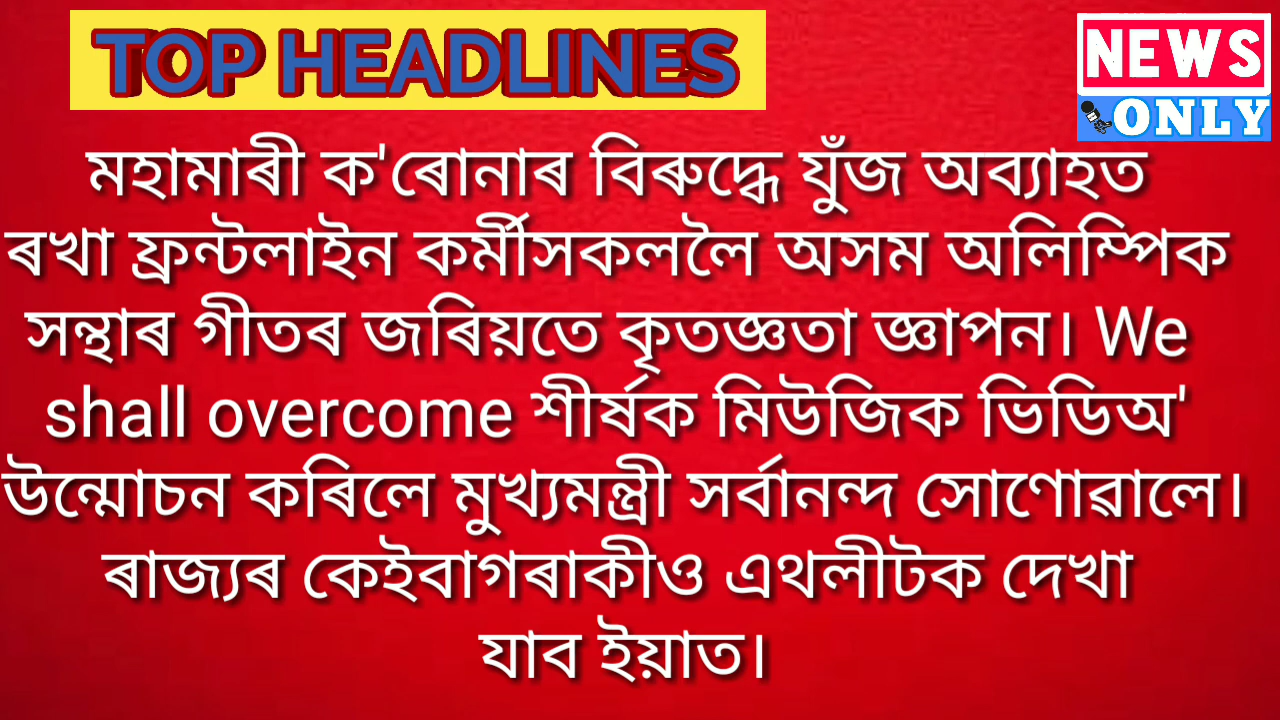 TOP HEADLINES
NEWS
ONLY
মহামাৰী ক'ৰোনাৰ বিৰুদ্ধে যুঁজ অব্যাহত
ৰখা ফ্ৰন্টলাইন কৰ্মীসকললৈ অসম অলিম্পিক
সন্থাৰ গীতৰ জৰিয়তে কৃতজ্ঞতা জ্ঞাপন। We
shall overcome শীৰ্ষক মিউজিক ভিডিঅ'
উন্মোচন কৰিলে মুখ্যমন্ত্ৰী সৰ্বানন্দ সোণোৱালে।
ৰাজ্যৰ কেইবাগৰাকীও এথলীটক দেখা
যাব ইয়াত।